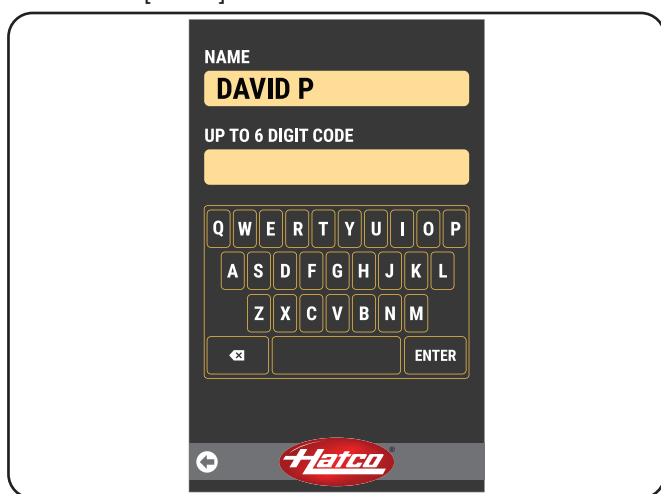 NAME
DAVID P
UP TO 6 DIGIT CODE
Q W E R T Y U I O P
A S D F G H J K L
Z X C V B N M
ENTER
Hatco®